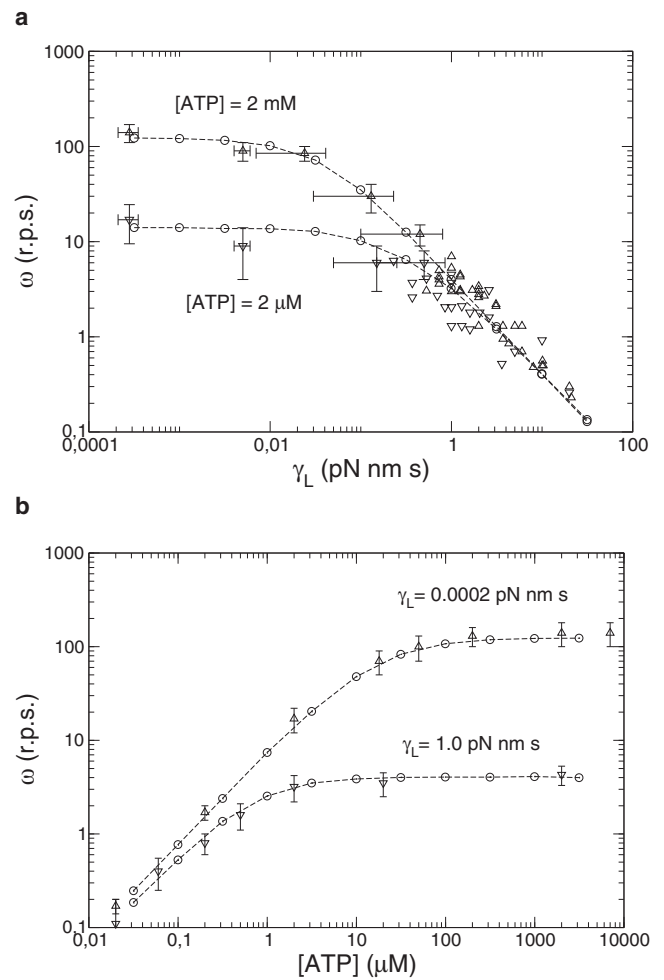 a
1000
[ATP] = 2 mM
100
ω (r.p.s.)
10
[ATP] = 2 μM
1
0,1
0,0001 0,01 1 100
γL (pN nm s)
b
1000
γL= 0.0002 pN nm s
100
ω (r.p.s.)
10
γL= 1.0 pN nm s
1
0,1
0,01 0,1 1 10 100 1000 10000
[ATP] (μM)